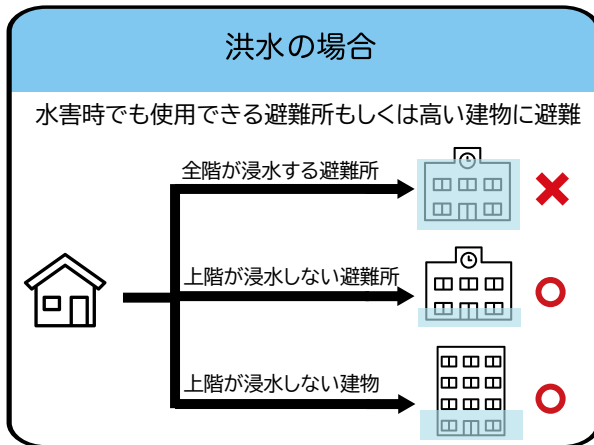 洪水の場合
水害時でも使用できる避難所もしくは高い建物に避難
全階が浸水する避難所
上階が浸水しない避難所
上階が浸水しない建物